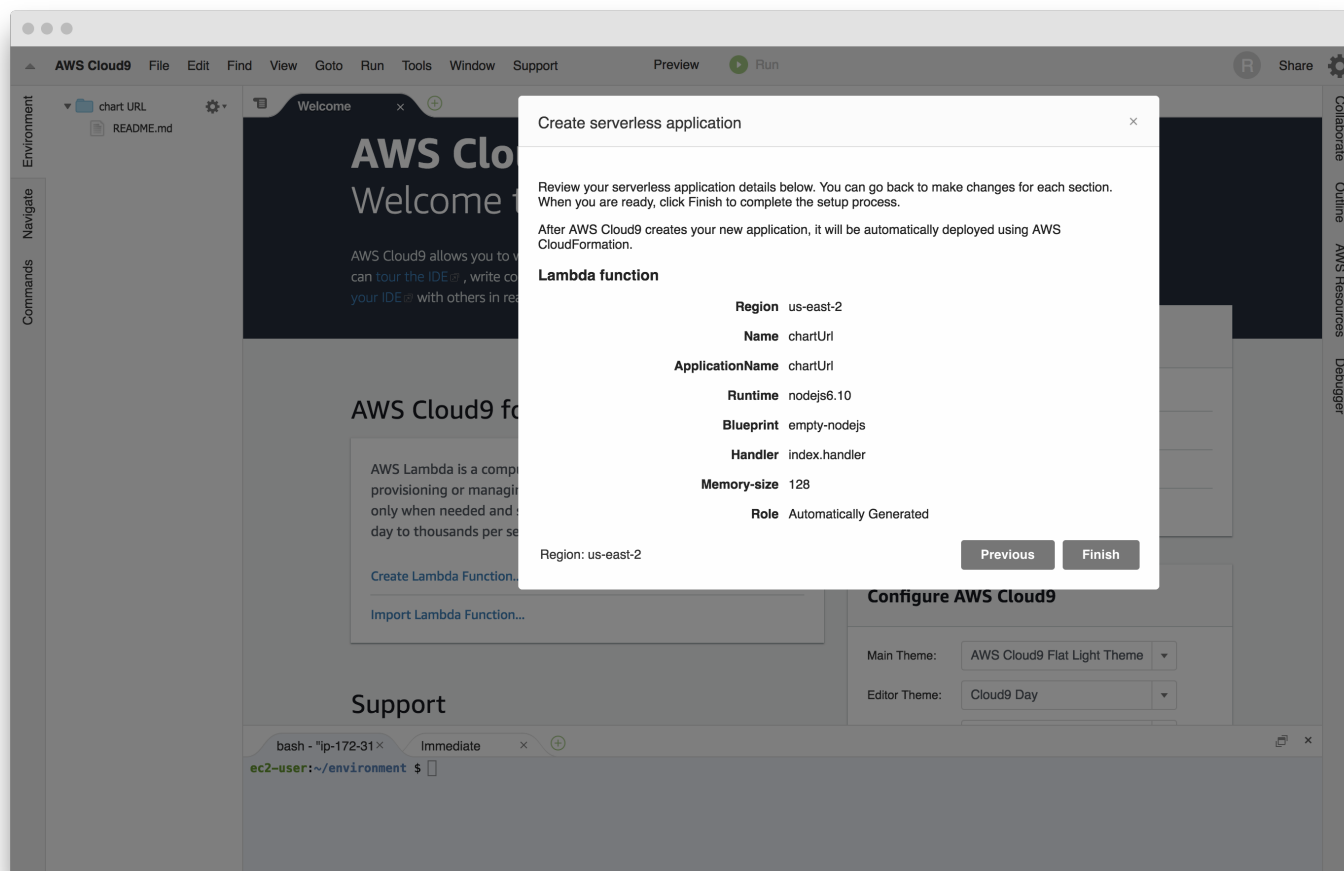 AWS Cloud9 File Edit Find View Goto Run Tools Window Support Preview Run R Share
Environment
Navigate
Commands
chart URL
README.md
Welcome
AWS Clo
Welcome
AWS Cloud9 allows you to
can tour the IDE , write co
your IDE with others in rea
AWS Cloud9 fo
AWS Lambda is a compu
provisioning or managin
only when needed and s
day to thousands per se
Create Lambda Function...
Import Lambda Function...
Support
Create serverless application
Review your serverless application details below. You can go back to make changes for each section.
When you are ready, click Finish to complete the setup process.
After AWS Cloud9 creates your new application, it will be automatically deployed using AWS
CloudFormation.
Lambda function
Region us-east-2
Name chartUrl
ApplicationName chartUrl
Runtime nodejs6.10
Blueprint empty-nodejs
Handler index.handler
Memory-size 128
Role Automatically Generated
Region: us-east-2 Previous Finish
Configure AWS Cloud9
Main Theme: AWS Cloud9 Flat Light Theme
Editor Theme: Cloud9 Day
Collaborate
Outline
AWS Resources
Debugger
bash - "ip-172-31 Immediate
ec2-user:~/environment $